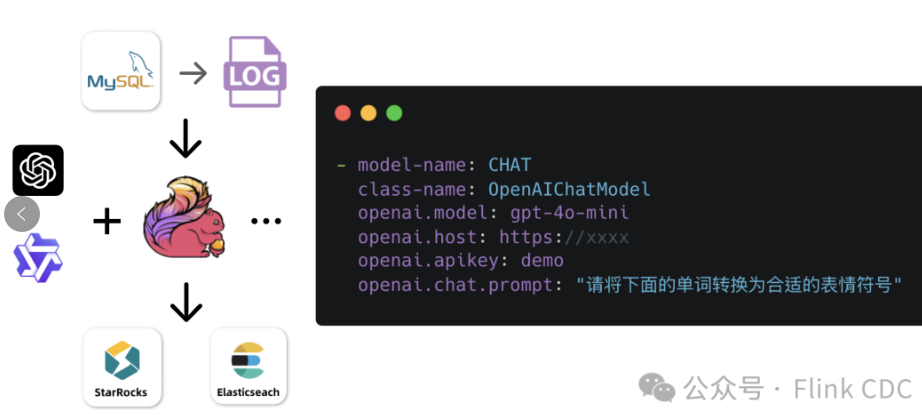 MySQL
LOG
- model-name: CHAT
class-name: OpenAIChatModel
openai.model: gpt-4o-mini
openai.host: https://xxxx
openai.apikey: demo
openai.chat.prompt: "请将下面的单词转换为合适的表情符号"
+
...
StarRocks
Elasticseach
公众号 · Flink CDC